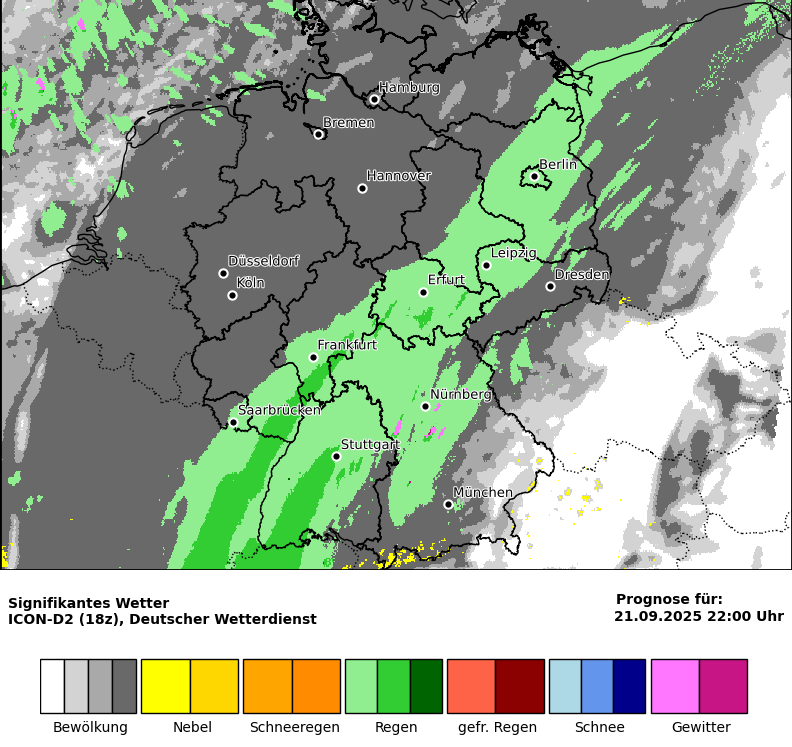 Hamburg
Bremen
Berlin
Hannover
Leipzig
Düsseldorf
Dresden
Köln
Erfurt
Frankfurt
Nürnberg
Saarbrücken
Stuttgart
München
Signifikantes Wetter
ICON-D2 (18z), Deutscher Wetterdienst
Prognose für:
21.09.2025 22:00 Uhr
Bewölkung
Nebel
Schneeregen
Regen
gefr. Regen
Schnee
Gewitter